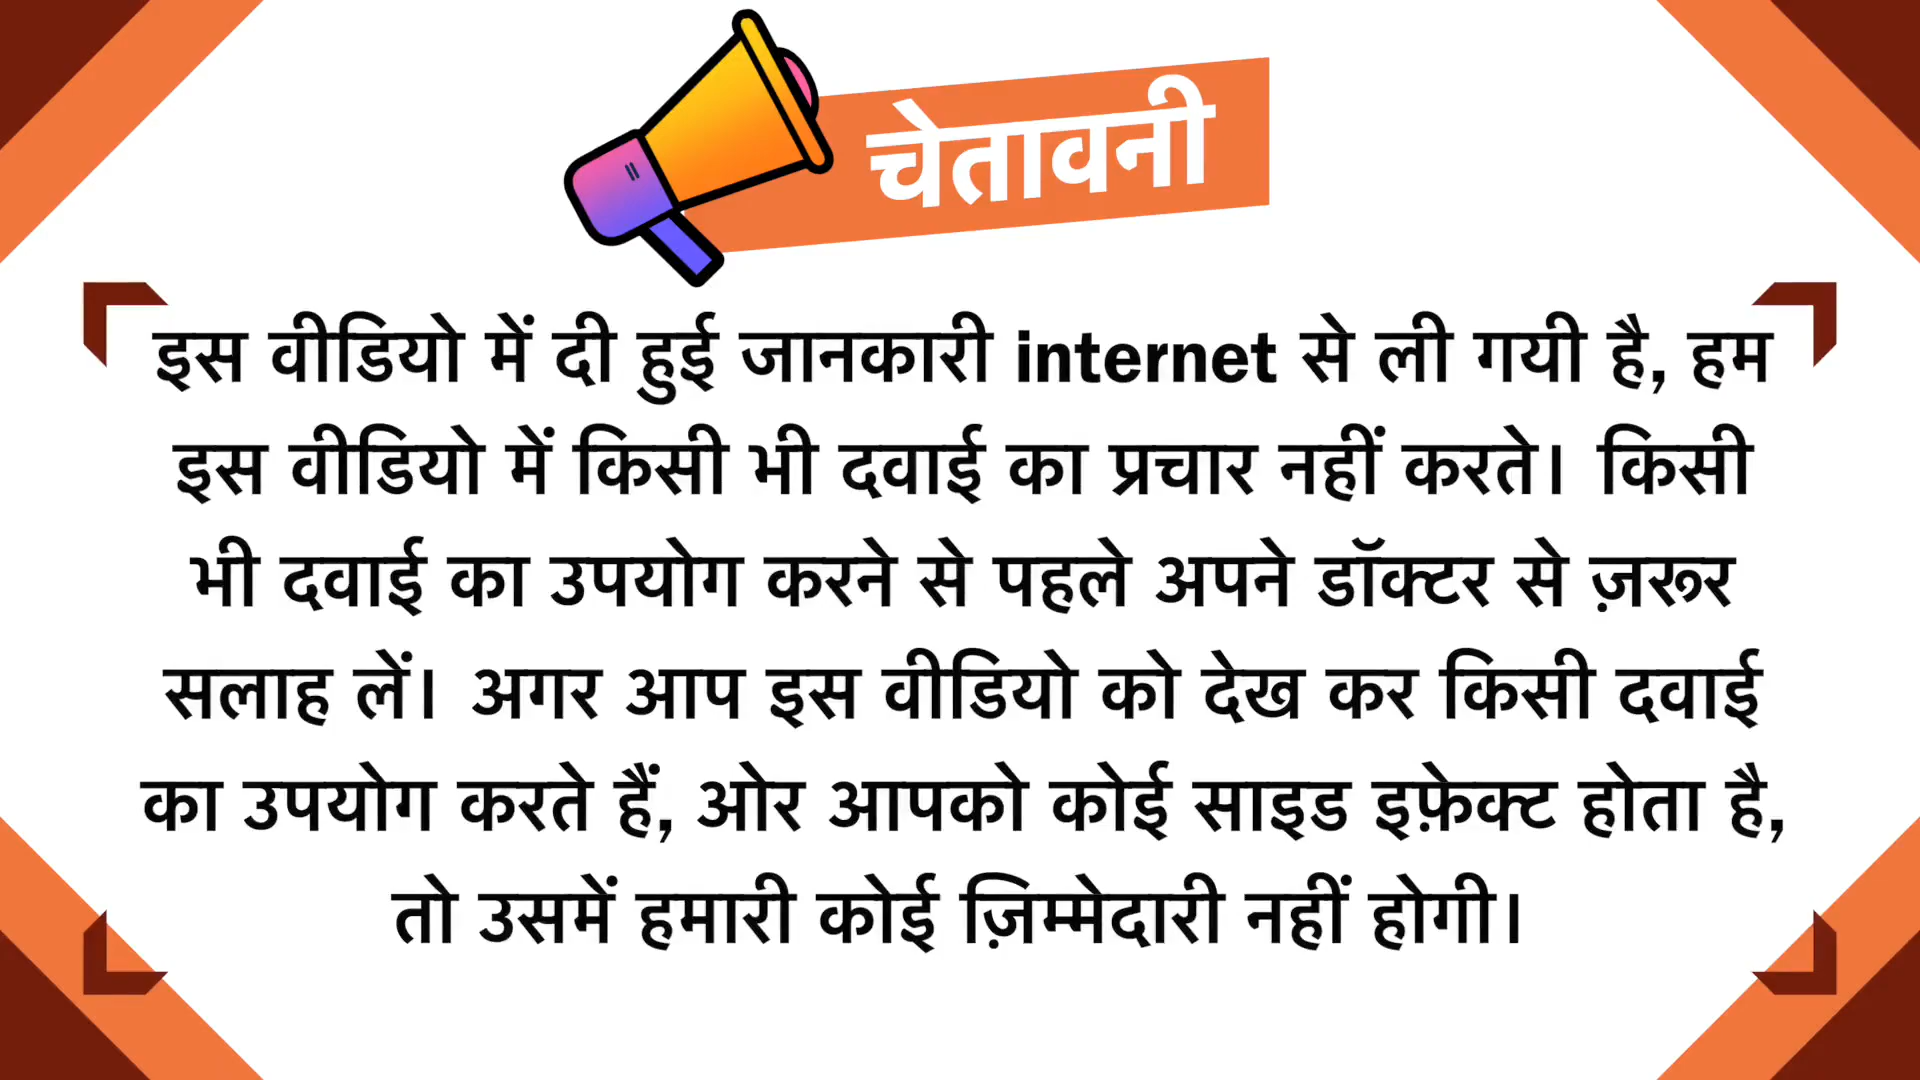 चेतावनी
इस वीडियो में दी हुई जानकारी internet से ली गयी है, हम
इस वीडियो में किसी भी दवाई का प्रचार नहीं करते। किसी
भी दवाई का उपयोग करने से पहले अपने डॉक्टर से ज़रूर
सलाह लें। अगर आप इस वीडियो को देख कर किसी दवाई
का उपयोग करते हैं, ओर आपको कोई साइड इफ़ेक्ट होता है,
तो उसमें हमारी कोई ज़िम्मेदारी नहीं होगी।